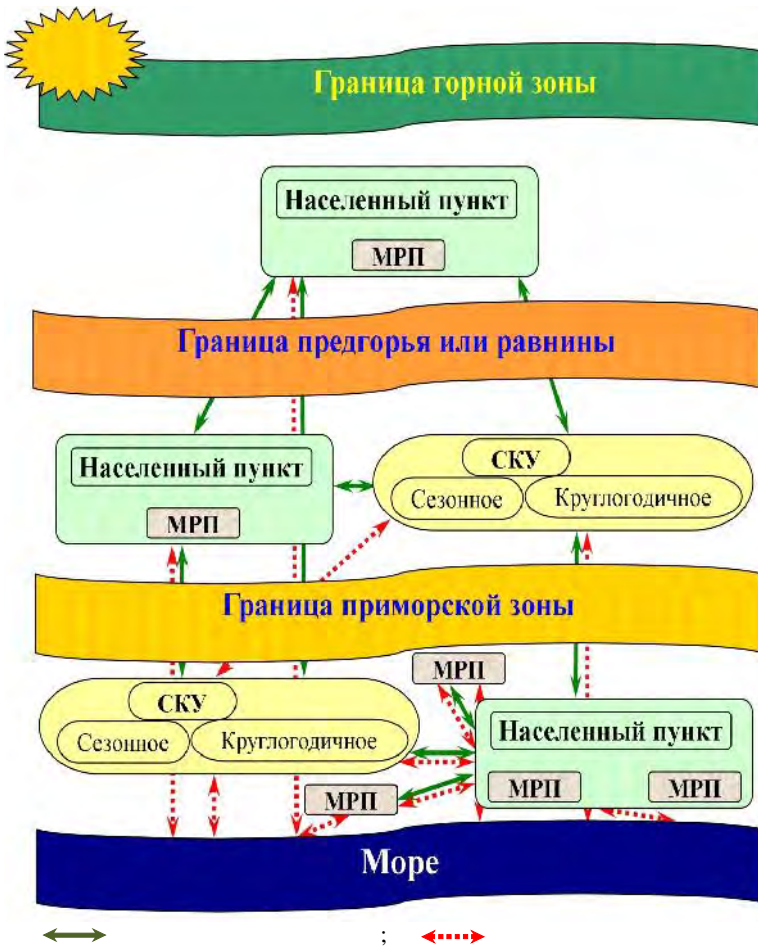 Граница горной зоны
Населенный пункт
МРП
Граница предгорья или равнины
Населенный пункт
МРП
СКУ
Сезонное
Круглогодичное
Граница приморской зоны
МРП
СКУ
Сезонное
Круглогодичное
Населенный пункт
МРП
МРП
МРП
Море
;